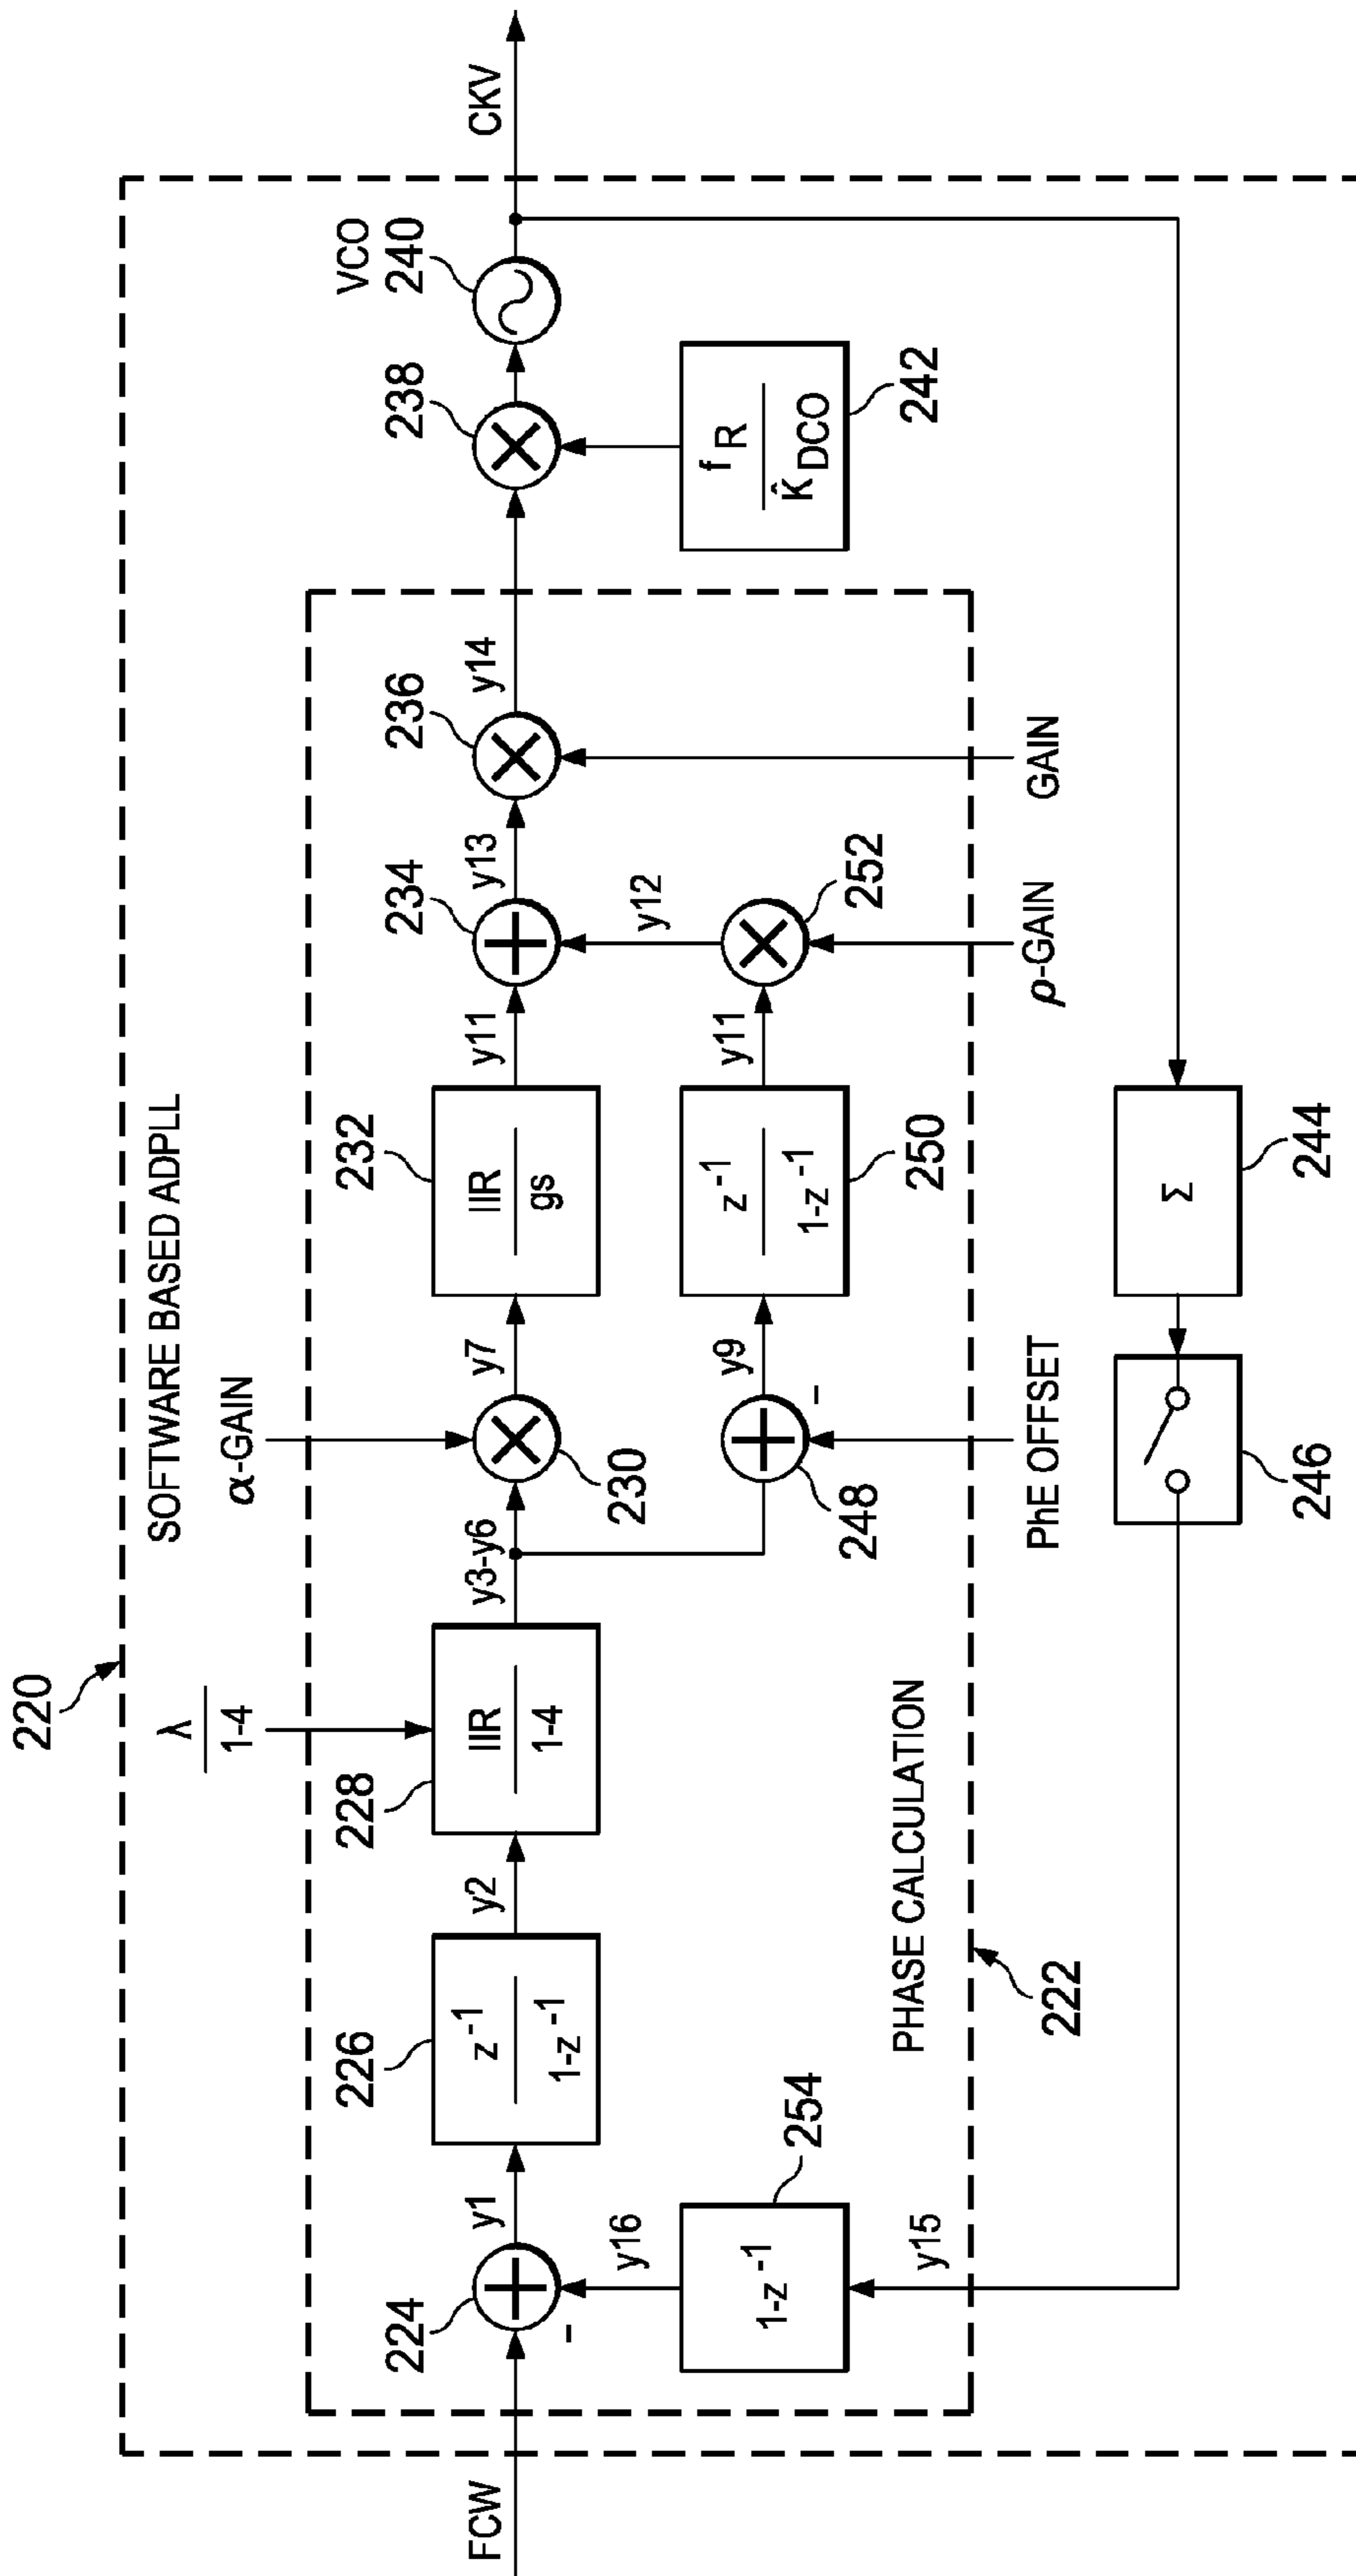 220
SOFTWARE BASED ADPLL
λ
1-4
α-GAIN
FCW
224
-
y1
226
z⁻¹
1-z⁻¹
y2
228
IIR
1-4
y3-y6
230
y7
232
IIR
gs
y11
234
y13
236
y14
238
VCO
240
CKV
y16
254
1-z⁻¹
y15
248
-
y9
250
z⁻¹
1-z⁻¹
y11
252
y12
f_R
K̂_DCO
242
PHASE CALCULATION
222
PhE OFFSET
ρ-GAIN
GAIN
246
Σ
244